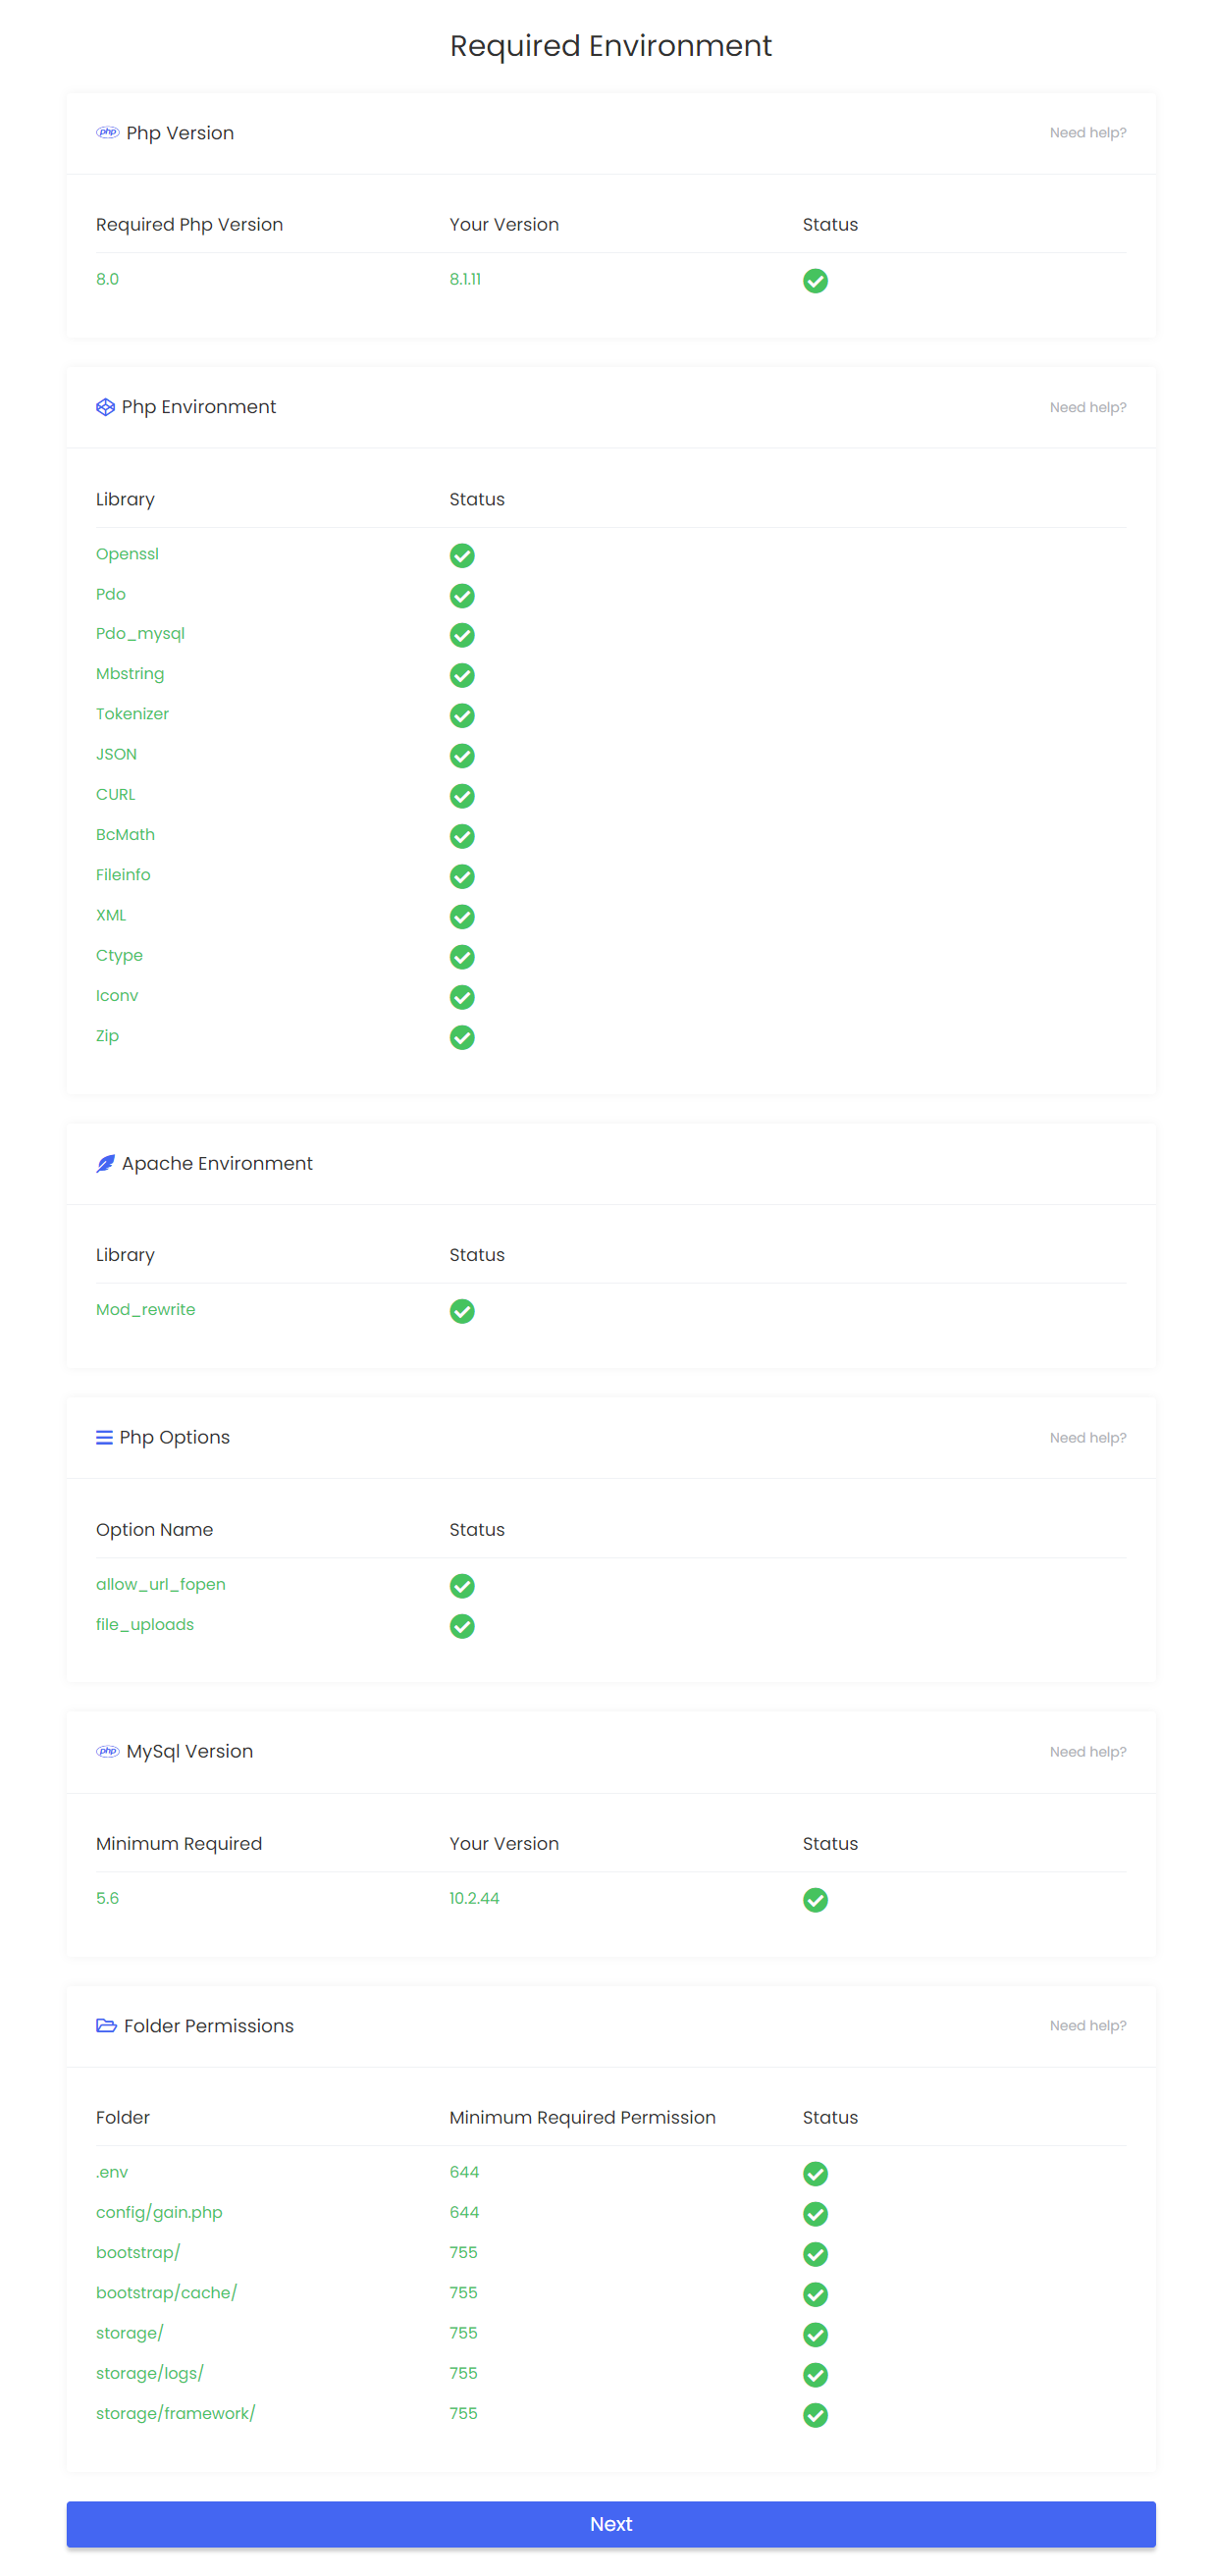 Required Environment
php Php Version Need help?
Required Php Version Your Version Status
8.0 8.1.11
Php Environment Need help?
Library Status
Openssl
Pdo
Pdo_mysql
Mbstring
Tokenizer
JSON
CURL
BcMath
Fileinfo
XML
Ctype
Iconv
Zip
Apache Environment
Library Status
Mod_rewrite
Php Options Need help?
Option Name Status
allow_url_fopen
file_uploads
php MySql Version Need help?
Minimum Required Your Version Status
5.6 10.2.44
Folder Permissions Need help?
Folder Minimum Required Permission Status
.env 644
config/gain.php 644
bootstrap/ 755
bootstrap/cache/ 755
storage/ 755
storage/logs/ 755
storage/framework/ 755
Next